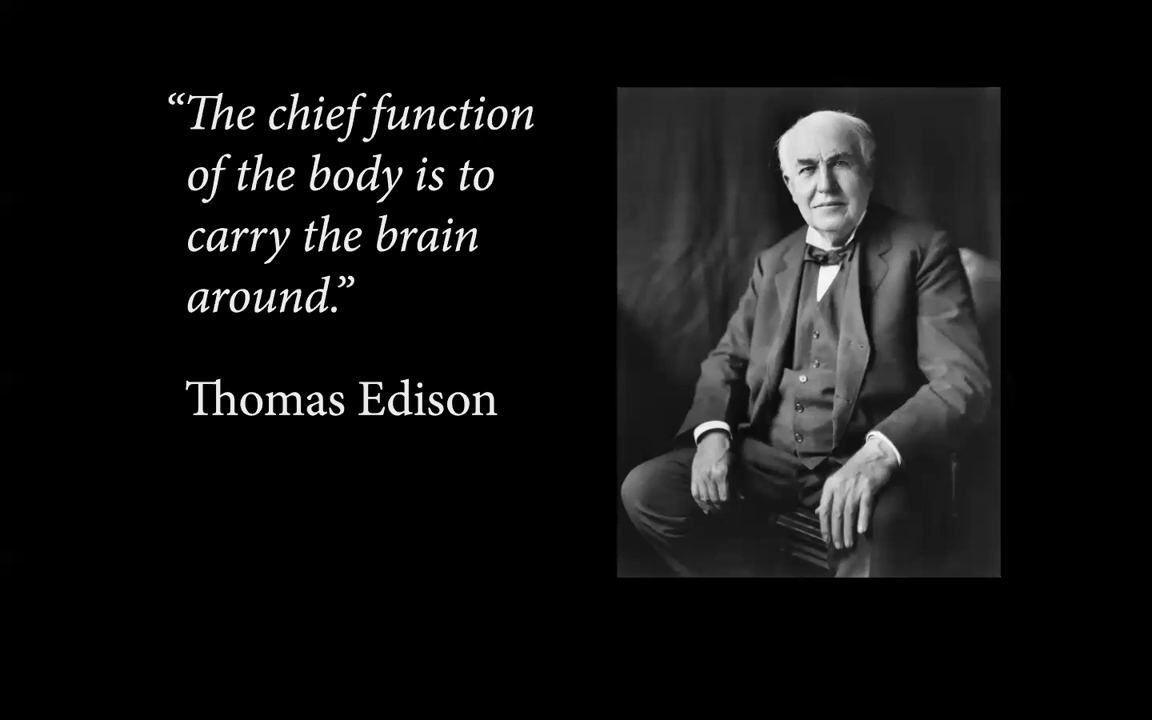 “The chief function
of the body is to
carry the brain
around.”
Thomas Edison